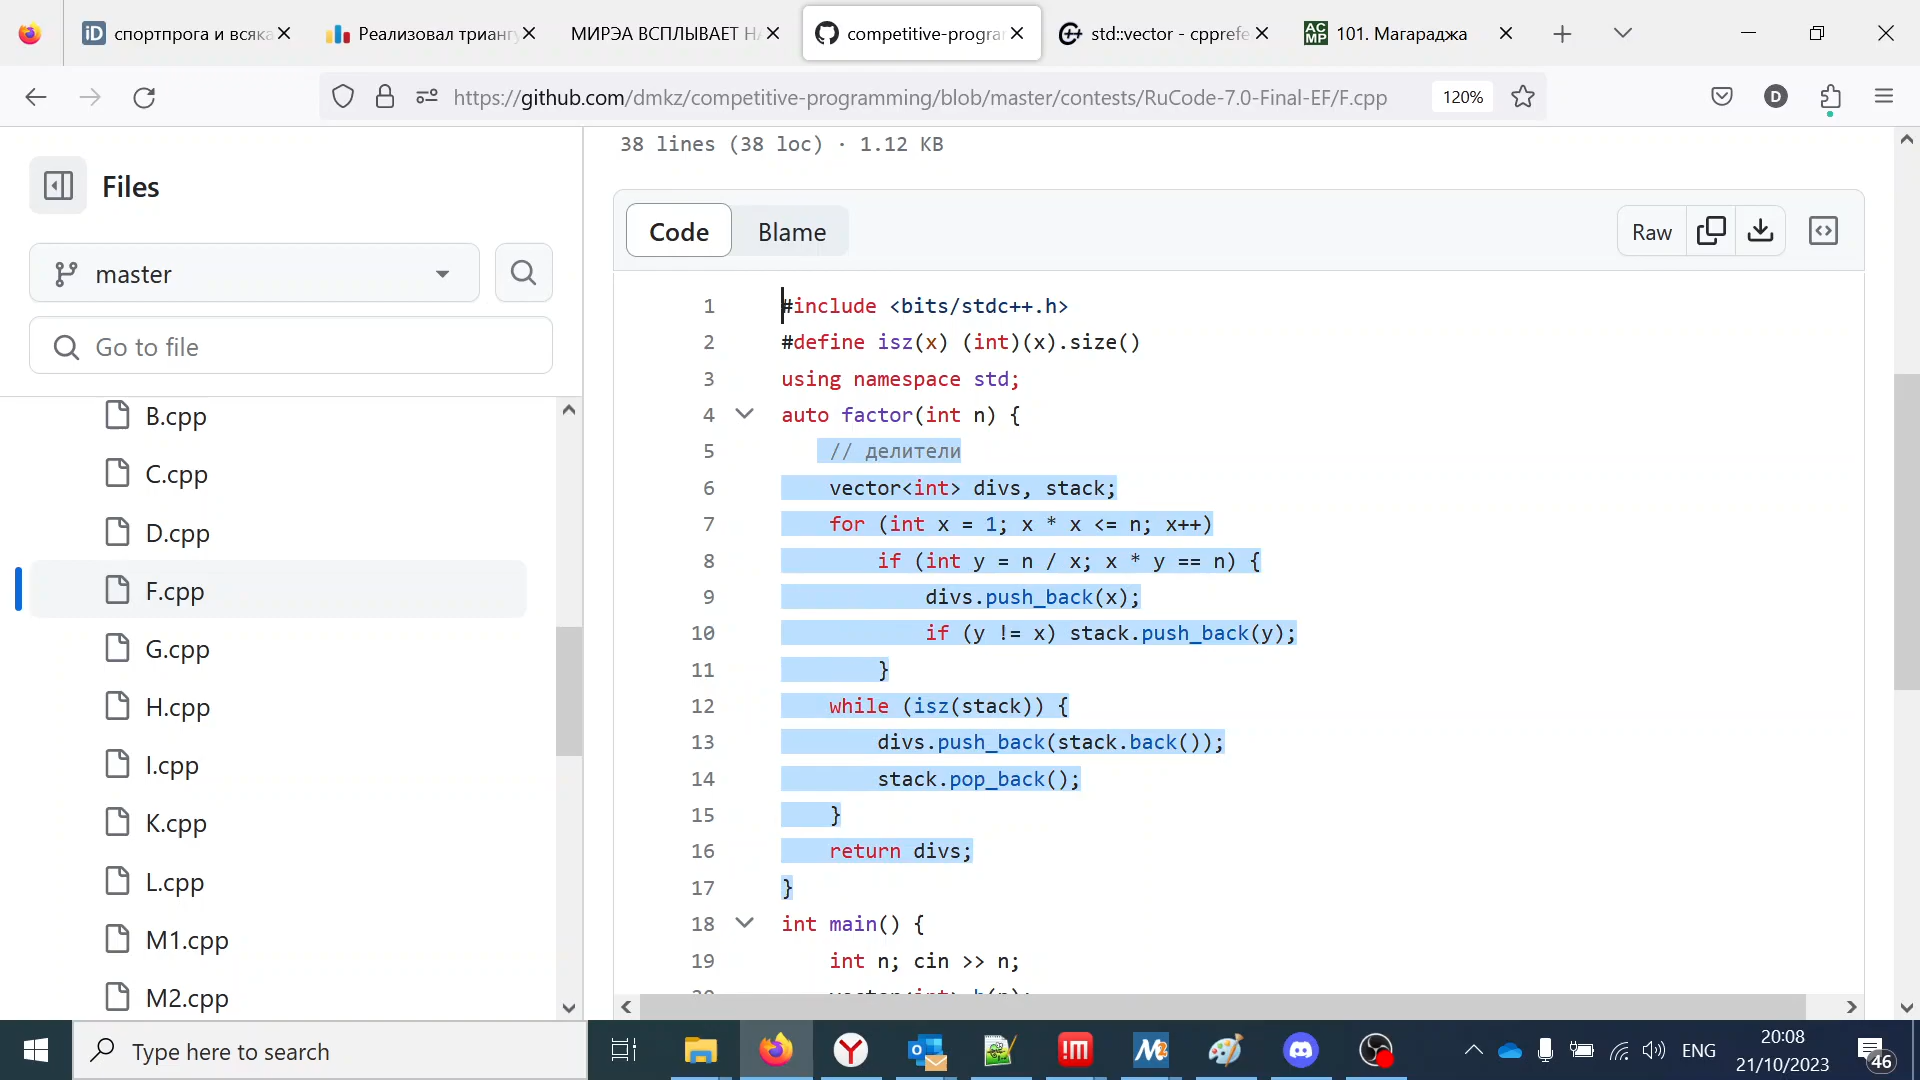 спортпрога и всяка
Реализовал триангу
МИРЭА ВСПЛЫВАЕТ Н
competitive-progra
std::vector - cpprefe
AC MP 101. Магараджа
https://github.com/dmkz/competitive-programming/blob/master/contests/RuCode-7.0-Final-EF/F.cpp
120%
D
38 lines (38 loc) · 1.12 KB
Files
master
Go to file
B.cpp
C.cpp
D.cpp
F.cpp
G.cpp
H.cpp
I.cpp
K.cpp
L.cpp
M1.cpp
M2.cpp
Code
Blame
Raw
1 #include <bits/stdc++.h>
2 #define isz(x) (int)(x).size()
3 using namespace std;
4 auto factor(int n) {
5 // делители
6 vector<int> divs, stack;
7 for (int x = 1; x * x <= n; x++)
8 if (int y = n / x; x * y == n) {
9 divs.push_back(x);
10 if (y != x) stack.push_back(y);
11 }
12 while (isz(stack)) {
13 divs.push_back(stack.back());
14 stack.pop_back();
15 }
16 return divs;
17 }
18 int main() {
19 int n; cin >> n;
Type here to search
ENG
20:08
21/10/2023
46